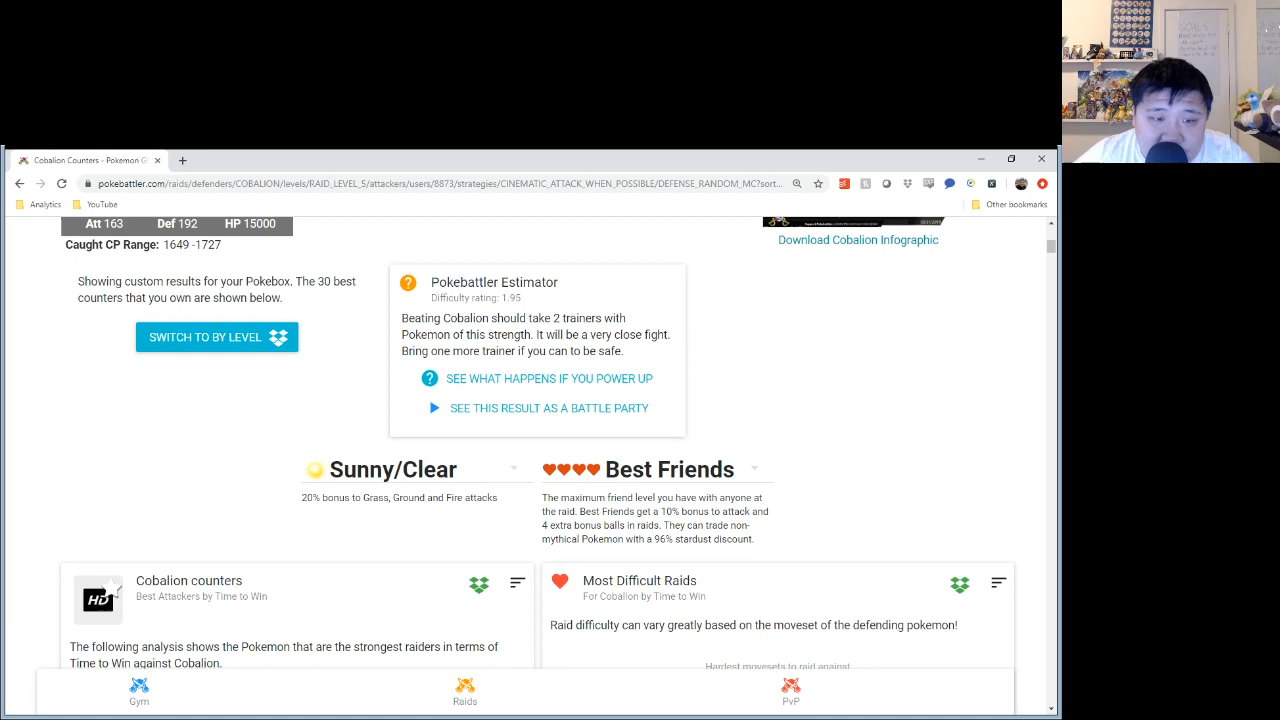 GOALS
Cobalion Counters - Pokemon G
pokebattler.com/raids/defenders/COBALION/levels/RAID_LEVEL_5/attackers/users/8873/strategies/CINEMATIC_ATTACK_WHEN_POSSIBLE/DEFENSE_RANDOM_MC?sort...
Analytics YouTube Other bookmarks
Att 163 Def 192 HP 15000
Caught CP Range: 1649 -1727
Download Cobalion Infographic
Showing custom results for your Pokebox. The 30 best
counters that you own are shown below.
SWITCH TO BY LEVEL
Pokebattler Estimator
Difficulty rating: 1.95
Beating Cobalion should take 2 trainers with
Pokemon of this strength. It will be a very close fight.
Bring one more trainer if you can to be safe.
SEE WHAT HAPPENS IF YOU POWER UP
SEE THIS RESULT AS A BATTLE PARTY
Sunny/Clear
20% bonus to Grass, Ground and Fire attacks
Best Friends
The maximum friend level you have with anyone at
the raid. Best Friends get a 10% bonus to attack and
4 extra bonus balls in raids. They can trade non-
mythical Pokemon with a 96% stardust discount.
HD
Cobalion counters
Best Attackers by Time to Win
The following analysis shows the Pokemon that are the strongest raiders in terms of
Time to Win against Cobalion.
Most Difficult Raids
For Cobalion by Time to Win
Raid difficulty can vary greatly based on the moveset of the defending pokemon!
Hardest movesets to raid against
Gym Raids PvP